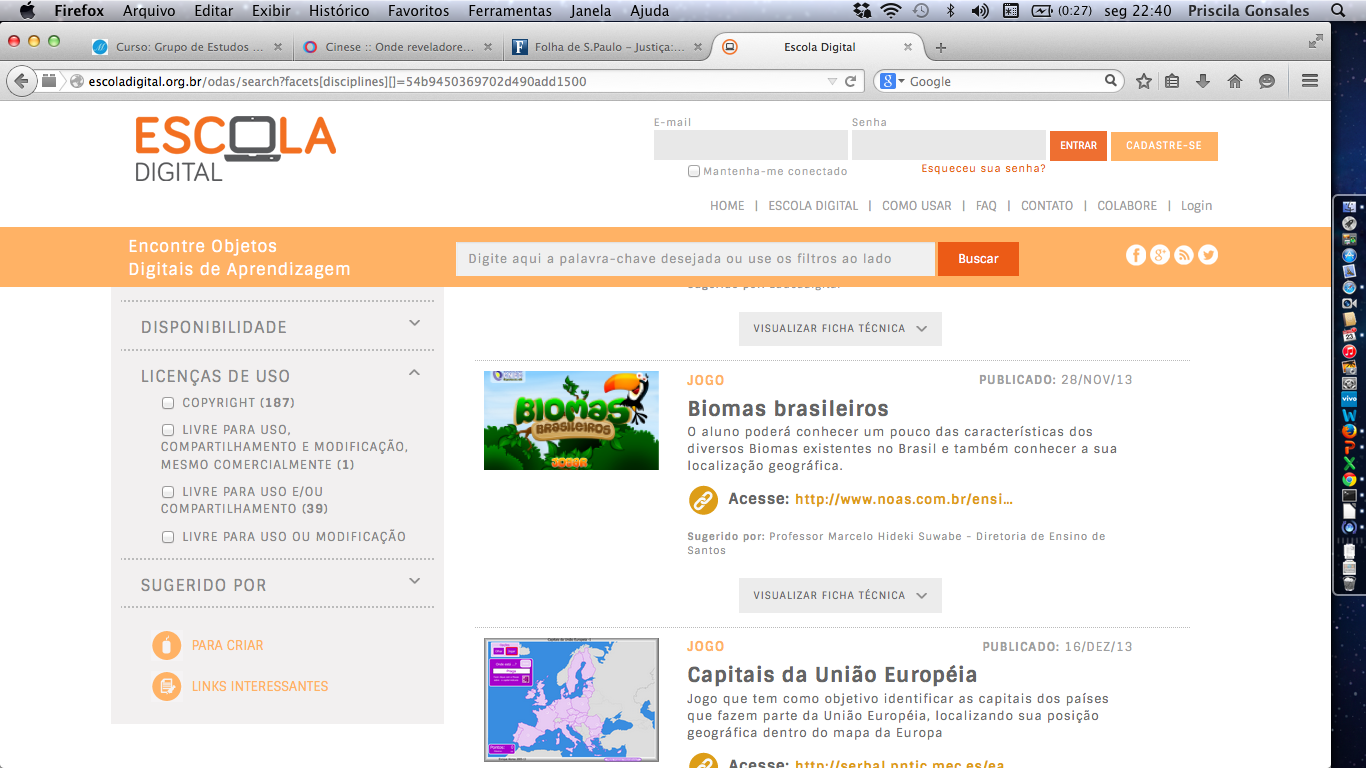 Firefox Arquivo Editar Exibir Histórico Favoritos Ferramentas Janela Ajuda (0:27) seg 22:40 Priscila Gonsales
Curso: Grupo de Estudos ... Cinese :: Onde reveladore... Folha de S.Paulo – Justiça:... Escola Digital
escoladigital.org.br/odas/search?facets[disciplines][]=54b9450369702d490add1500 Google
ESCOLA
DIGITAL
E-mail Senha
ENTRAR CADASTRE-SE
Mantenha-me conectado Esqueceu sua senha?
HOME | ESCOLA DIGITAL | COMO USAR | FAQ | CONTATO | COLABORE | Login
Encontre Objetos
Digitais de Aprendizagem
Digite aqui a palavra-chave desejada ou use os filtros ao lado Buscar
DISPONIBILIDADE
LICENÇAS DE USO
COPYRIGHT (187)
LIVRE PARA USO,
COMPARTILHAMENTO E MODIFICAÇÃO,
MESMO COMERCIALMENTE (1)
LIVRE PARA USO E/OU
COMPARTILHAMENTO (39)
LIVRE PARA USO OU MODIFICAÇÃO
SUGERIDO POR
PARA CRIAR
LINKS INTERESSANTES
VISUALIZAR FICHA TÉCNICA
BIOMAS
BRASILEIROS
JOGAR
JOGO PUBLICADO: 28/NOV/13
Biomas brasileiros
O aluno poderá conhecer um pouco das características dos
diversos Biomas existentes no Brasil e também conhecer a sua
localização geográfica.
Acesse: http://www.noas.com.br/ensi...
Sugerido por: Professor Marcelo Hideki Suwabe - Diretoria de Ensino de
Santos
VISUALIZAR FICHA TÉCNICA
JOGO PUBLICADO: 16/DEZ/13
Capitais da União Européia
Jogo que tem como objetivo identificar as capitais dos países
que fazem parte da União Européia, localizando sua posição
geográfica dentro do mapa da Europa
Acesse: http://serbal.pntic.mec.es/ea
vivo